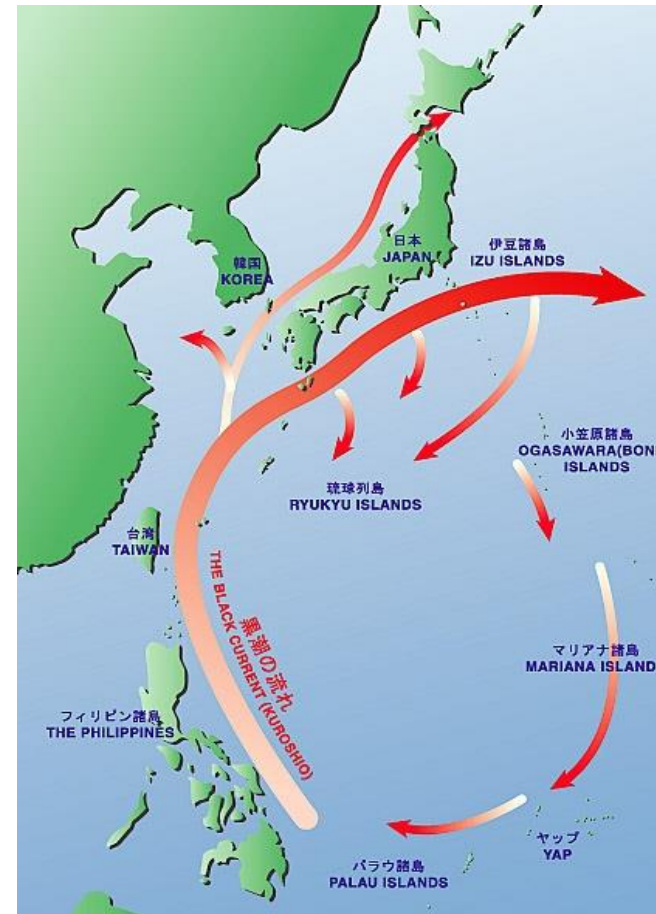 日本
JAPAN
伊豆諸島
IZU ISLANDS
韓国
KOREA
小笠原諸島
OGASAWARA(BON
ISLANDS
琉球列島
RYUKYU ISLANDS
台湾
TAIWAN
黒潮の流れ
THE BLACK CURRENT (KUROSHIO)
マリアナ諸島
MARIANA ISLAND
フィリピン諸島
THE PHILIPPINES
ヤップ
YAP
パラウ諸島
PALAU ISLANDS